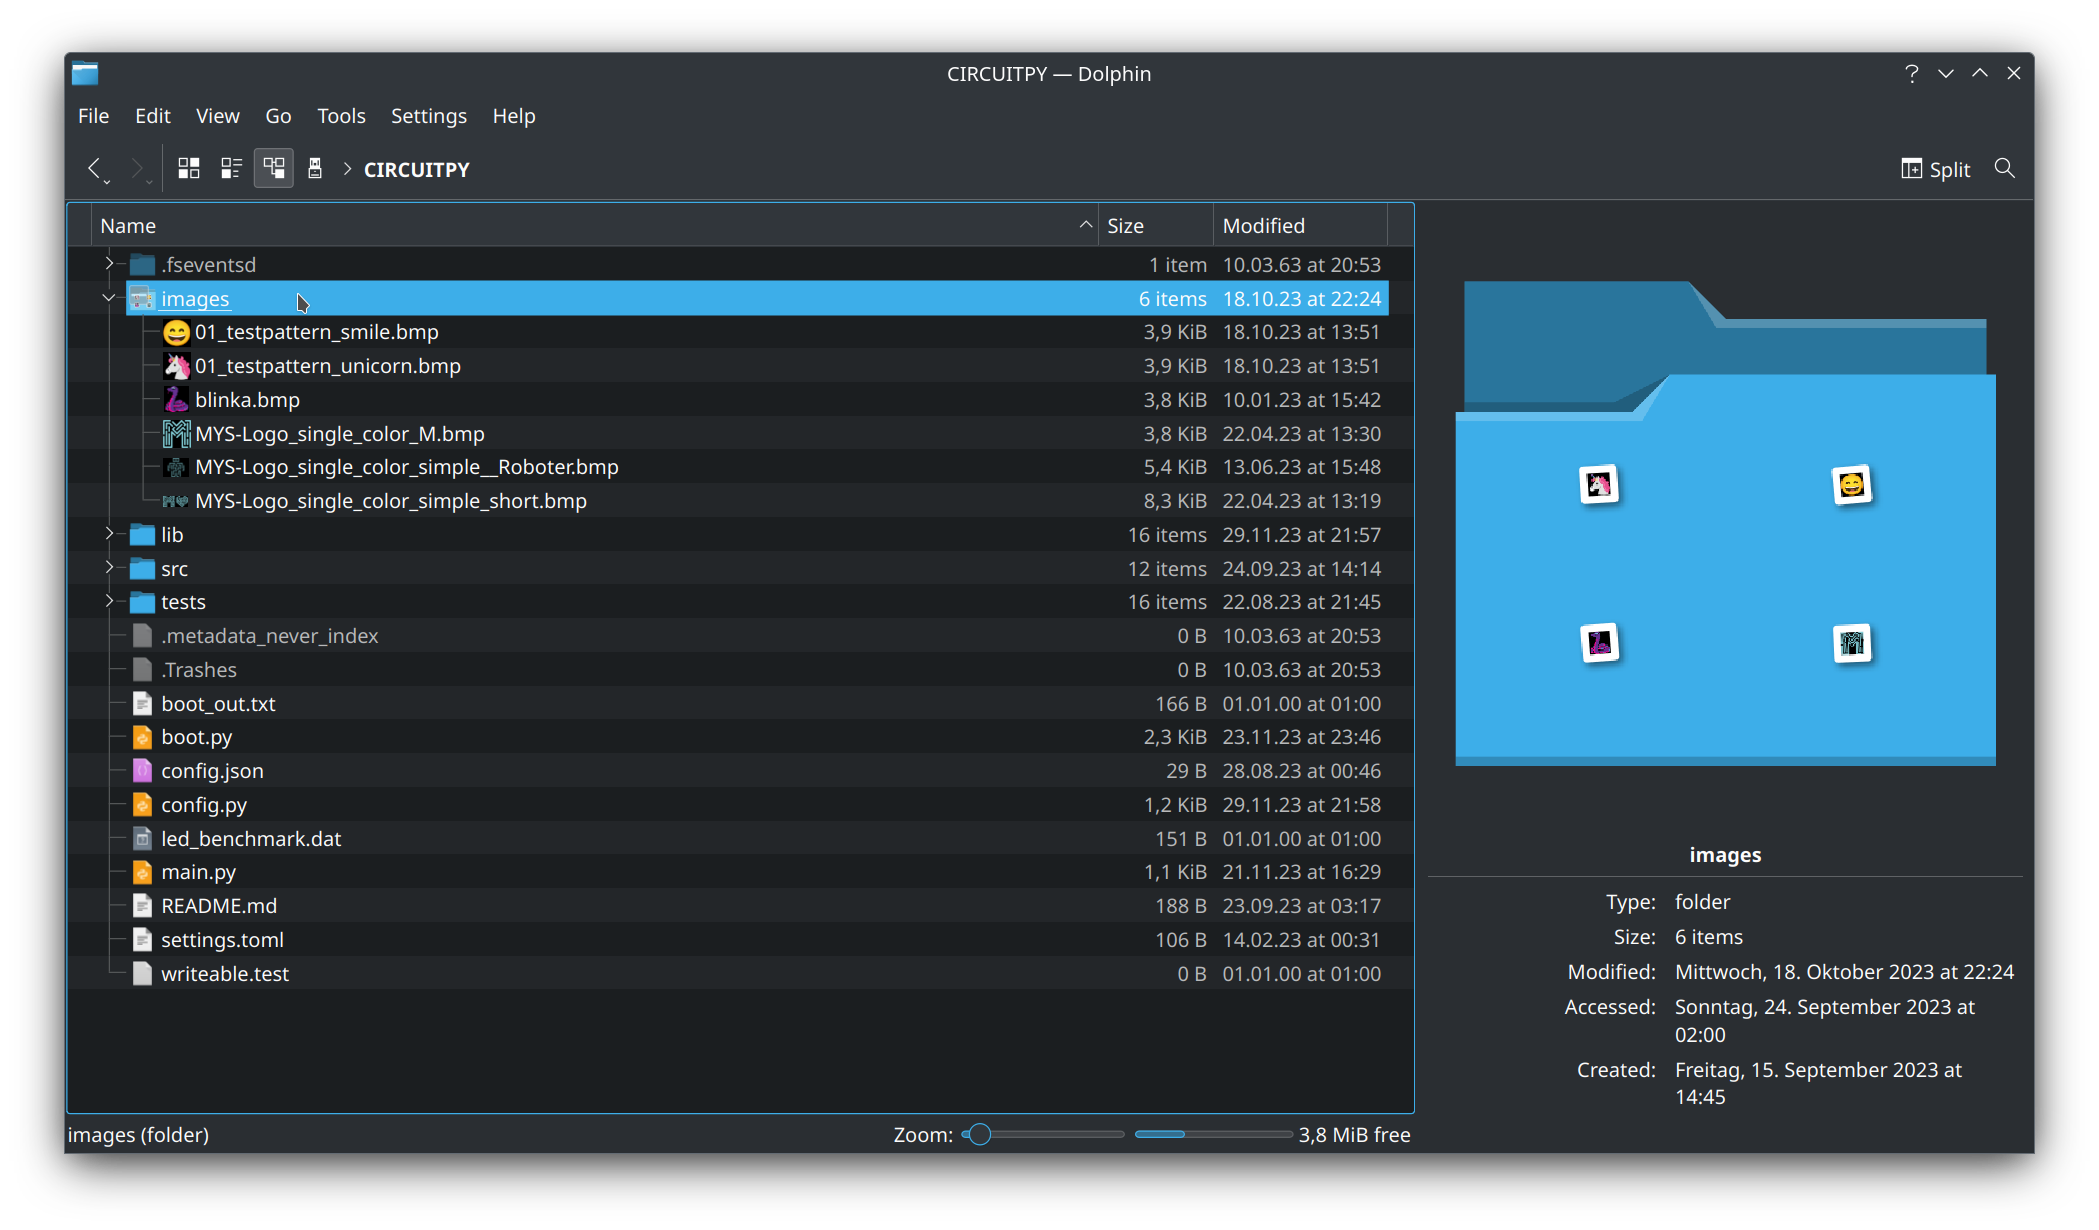 CIRCUITPY — Dolphin
File Edit View Go Tools Settings Help
CIRCUITPY Split
Name Size Modified
.fseventsd 1 item 10.03.63 at 20:53
images 6 items 18.10.23 at 22:24
01_testpattern_smile.bmp 3,9 KiB 18.10.23 at 13:51
01_testpattern_unicorn.bmp 3,9 KiB 18.10.23 at 13:51
blinka.bmp 3,8 KiB 10.01.23 at 15:42
MYS-Logo_single_color_M.bmp 3,8 KiB 22.04.23 at 13:30
MYS-Logo_single_color_simple__Roboter.bmp 5,4 KiB 13.06.23 at 15:48
MYS-Logo_single_color_simple_short.bmp 8,3 KiB 22.04.23 at 13:19
lib 16 items 29.11.23 at 21:57
src 12 items 24.09.23 at 14:14
tests 16 items 22.08.23 at 21:45
.metadata_never_index 0 B 10.03.63 at 20:53
.Trashes 0 B 10.03.63 at 20:53
boot_out.txt 166 B 01.01.00 at 01:00
boot.py 2,3 KiB 23.11.23 at 23:46
config.json 29 B 28.08.23 at 00:46
config.py 1,2 KiB 29.11.23 at 21:58
led_benchmark.dat 151 B 01.01.00 at 01:00
main.py 1,1 KiB 21.11.23 at 16:29
README.md 188 B 23.09.23 at 03:17
settings.toml 106 B 14.02.23 at 00:31
writeable.test 0 B 01.01.00 at 01:00
images (folder) Zoom: 3,8 MiB free
images
Type: folder
Size: 6 items
Modified: Mittwoch, 18. Oktober 2023 at 22:24
Accessed: Sonntag, 24. September 2023 at
02:00
Created: Freitag, 15. September 2023 at
14:45